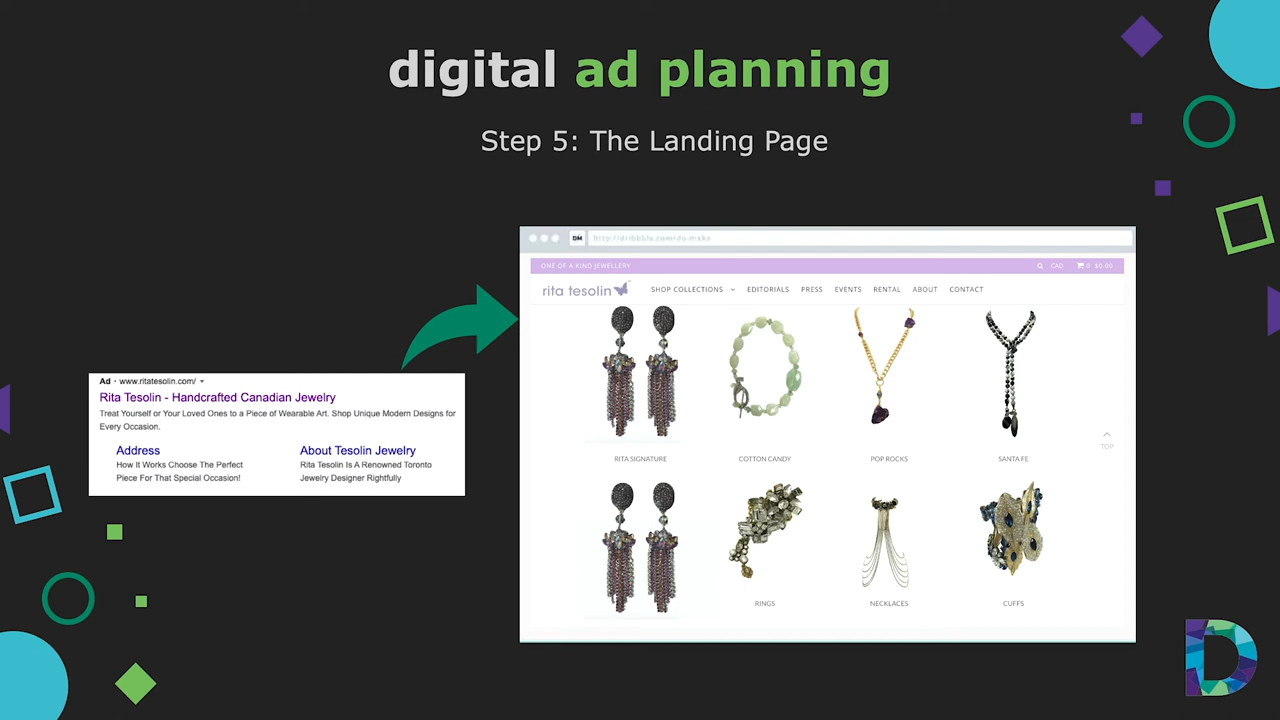 digital ad planning
Step 5: The Landing Page
DM
ONE OF A KIND JEWELLERY
CAD
0 $0.00
rita tesolin
SHOP COLLECTIONS EDITORIALS PRESS EVENTS RENTAL ABOUT CONTACT
Ad · www.ritatesolin.com/
Rita Tesolin - Handcrafted Canadian Jewelry
Treat Yourself or Your Loved Ones to a Piece of Wearable Art. Shop Unique Modern Designs for
Every Occasion.
Address
How It Works Choose The Perfect
Piece For That Special Occasion!
About Tesolin Jewelry
Rita Tesolin Is A Renowned Toronto
Jewelry Designer Rightfully
TOP
RITA SIGNATURE COTTON CANDY POP ROCKS SANTA FE
RINGS NECKLACES CUFFS
D